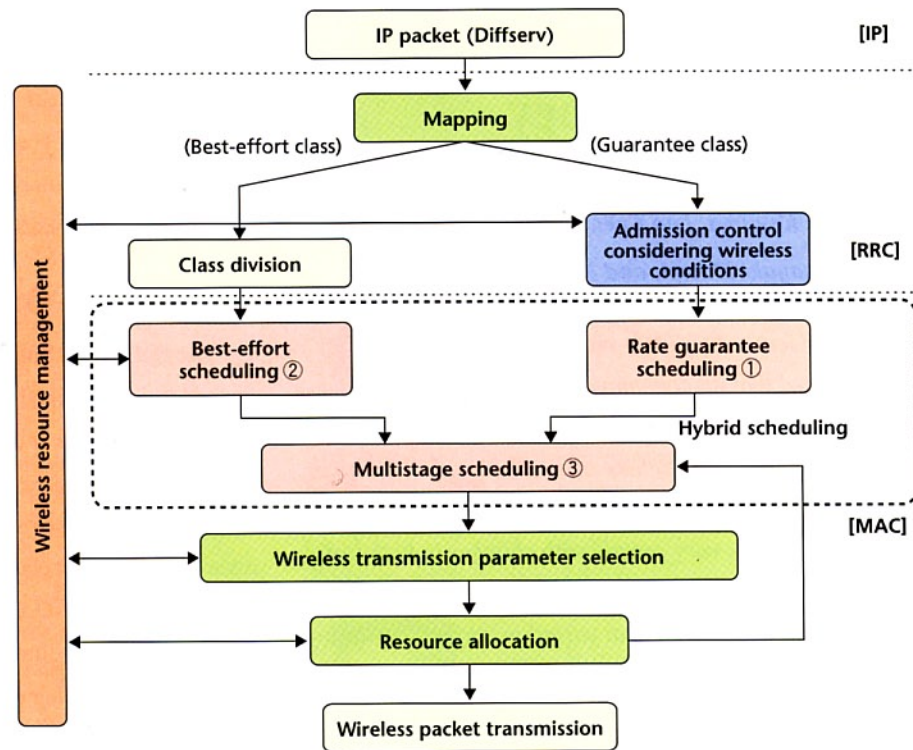 IP packet (Diffserv)
[IP]
Mapping
(Best-effort class)
(Guarantee class)
Admission control
considering wireless
conditions
[RRC]
Class division
Wireless resource management
Best-effort
scheduling ②
Rate guarantee
scheduling ①
Hybrid scheduling
Multistage scheduling ③
[MAC]
Wireless transmission parameter selection
Resource allocation
Wireless packet transmission